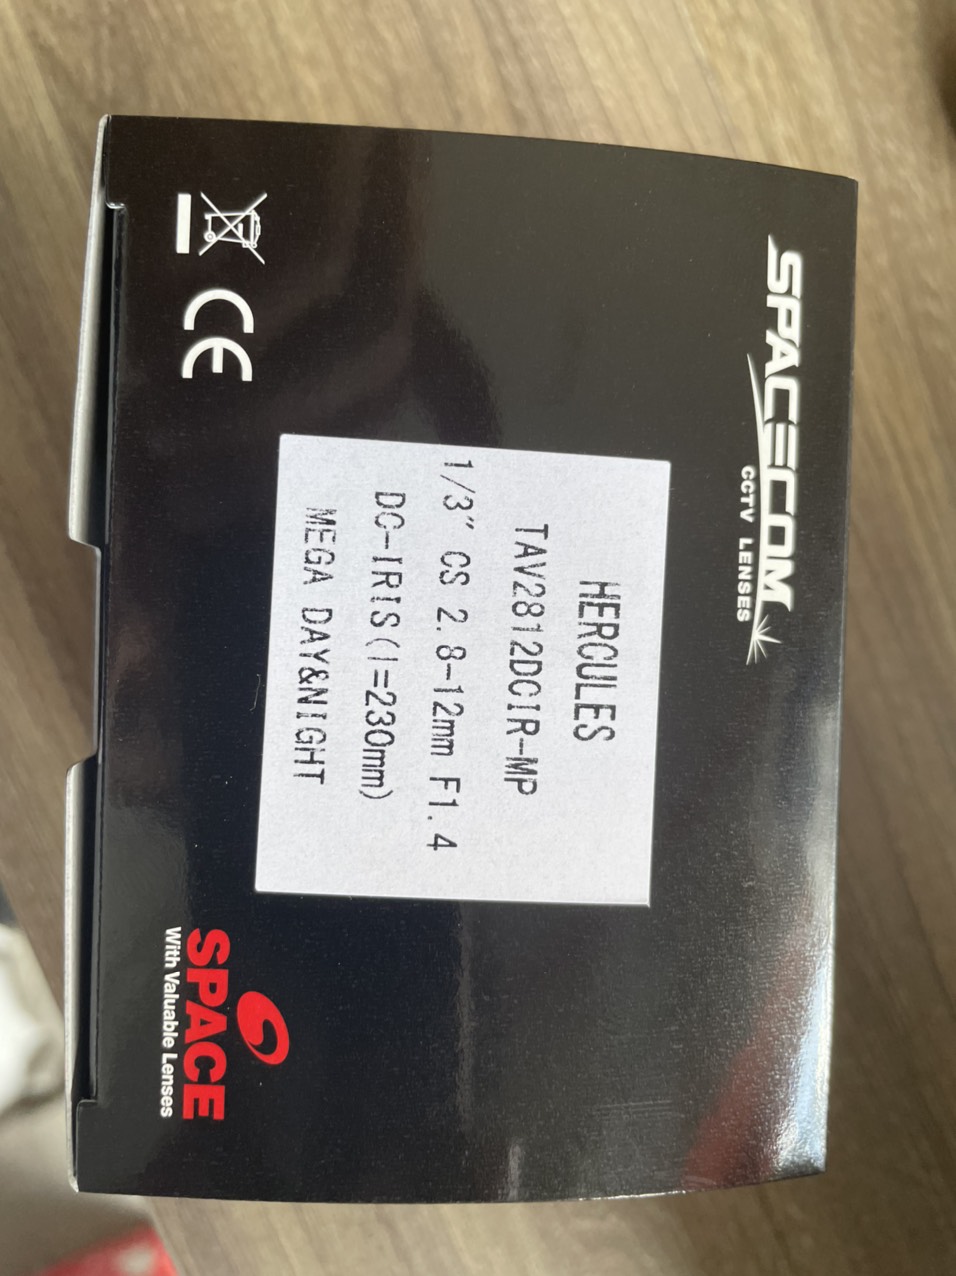 SPACECOM
CCTV LENSES
HERCULES
TAV2812DCIR-MP
1/3" CS 2.8-12mm F1.4
DC-IRIS(l=230mm)
MEGA DAY&NIGHT
CE
SPACE
With Valuable Lenses